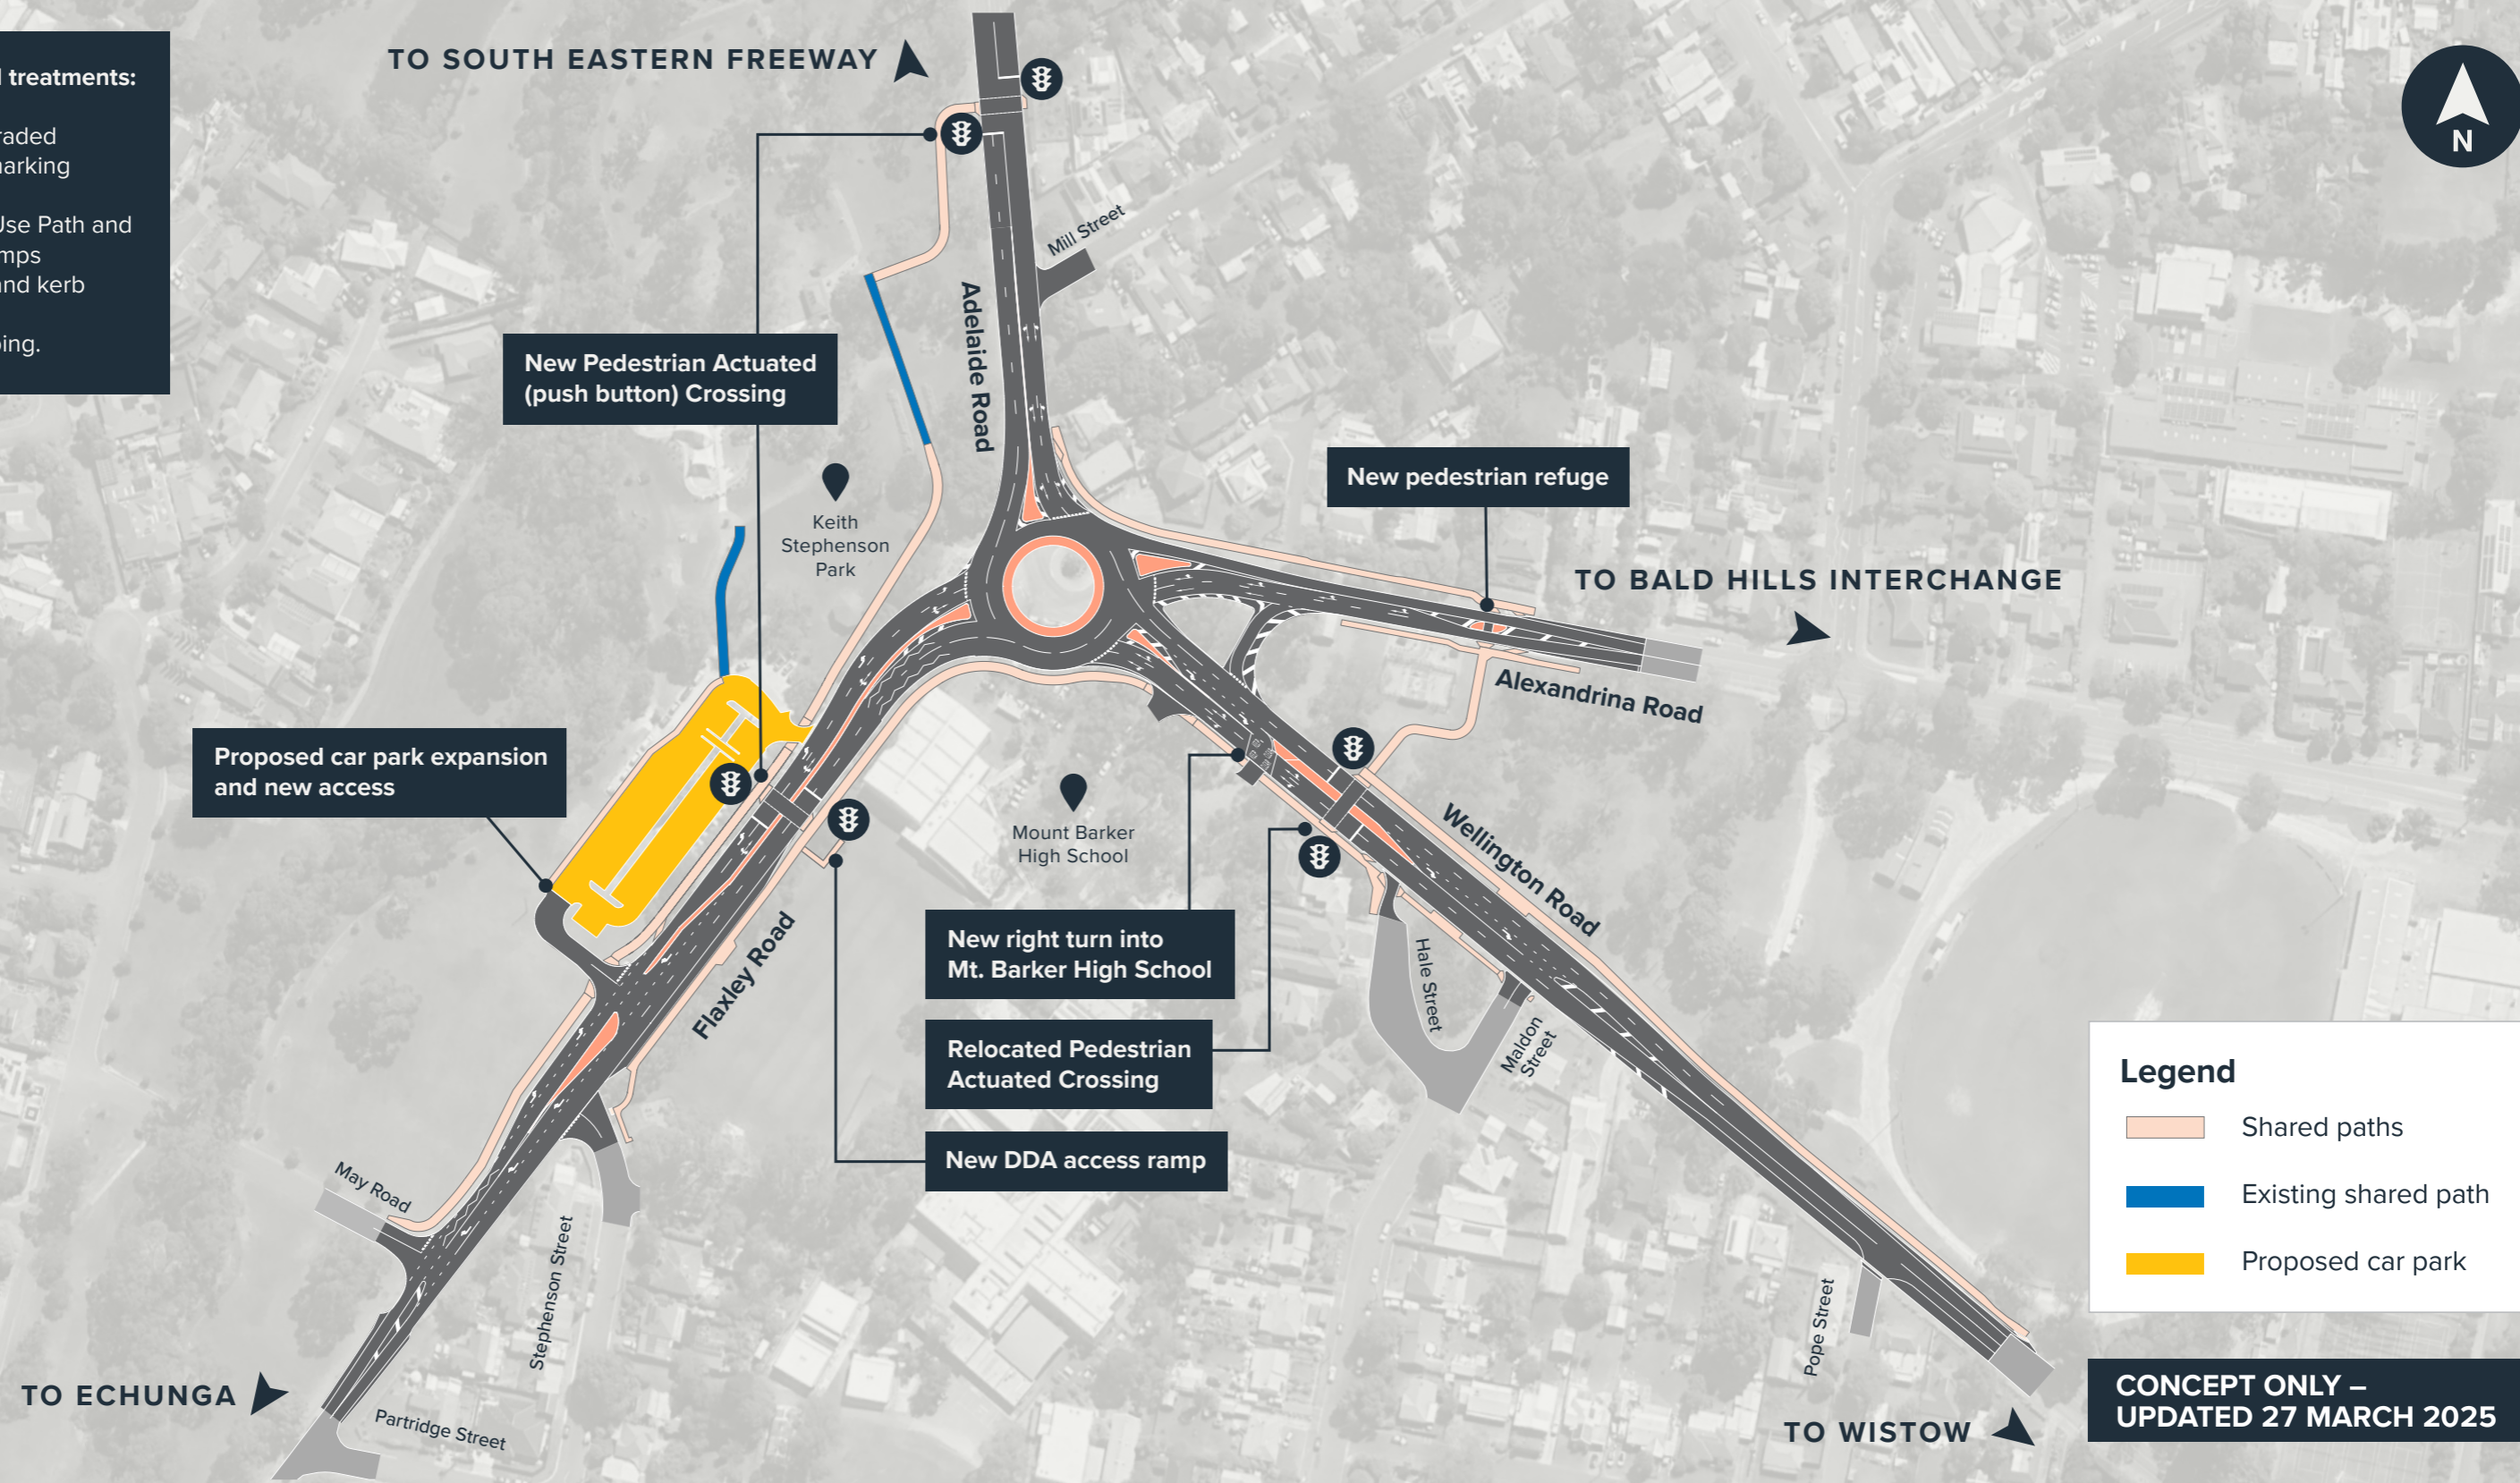 treatments:
raded
narking
Use Path and
mps
and kerb
ing.
TO SOUTH EASTERN FREEWAY
N
Mill Street
Adelaide Road
New Pedestrian Actuated
(push button) Crossing
Keith
Stephenson
Park
New pedestrian refuge
TO BALD HILLS INTERCHANGE
Alexandrina Road
Proposed car park expansion
and new access
Mount Barker
High School
Wellington Road
Flaxley Road
New right turn into
Mt. Barker High School
Relocated Pedestrian
Actuated Crossing
New DDA access ramp
Hale Street
Maldon
Street
May Road
Stephenson Street
Pope Street
Partridge Street
TO ECHUNGA
TO WISTOW
Legend
Shared paths
Existing shared path
Proposed car park
CONCEPT ONLY –
UPDATED 27 MARCH 2025